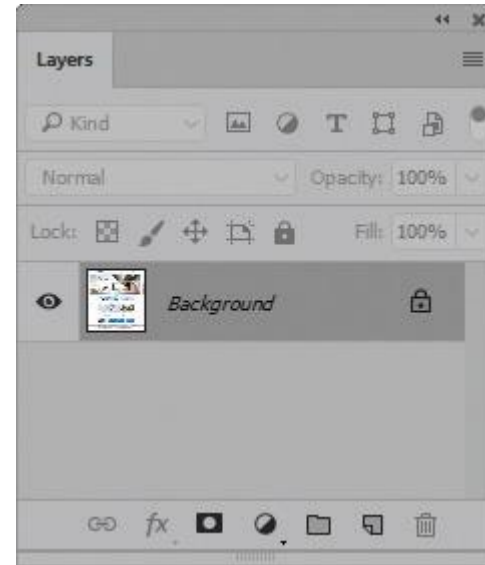 Layers
Kind
Normal Opacity: 100%
Lock: Fill: 100%
Background
fx